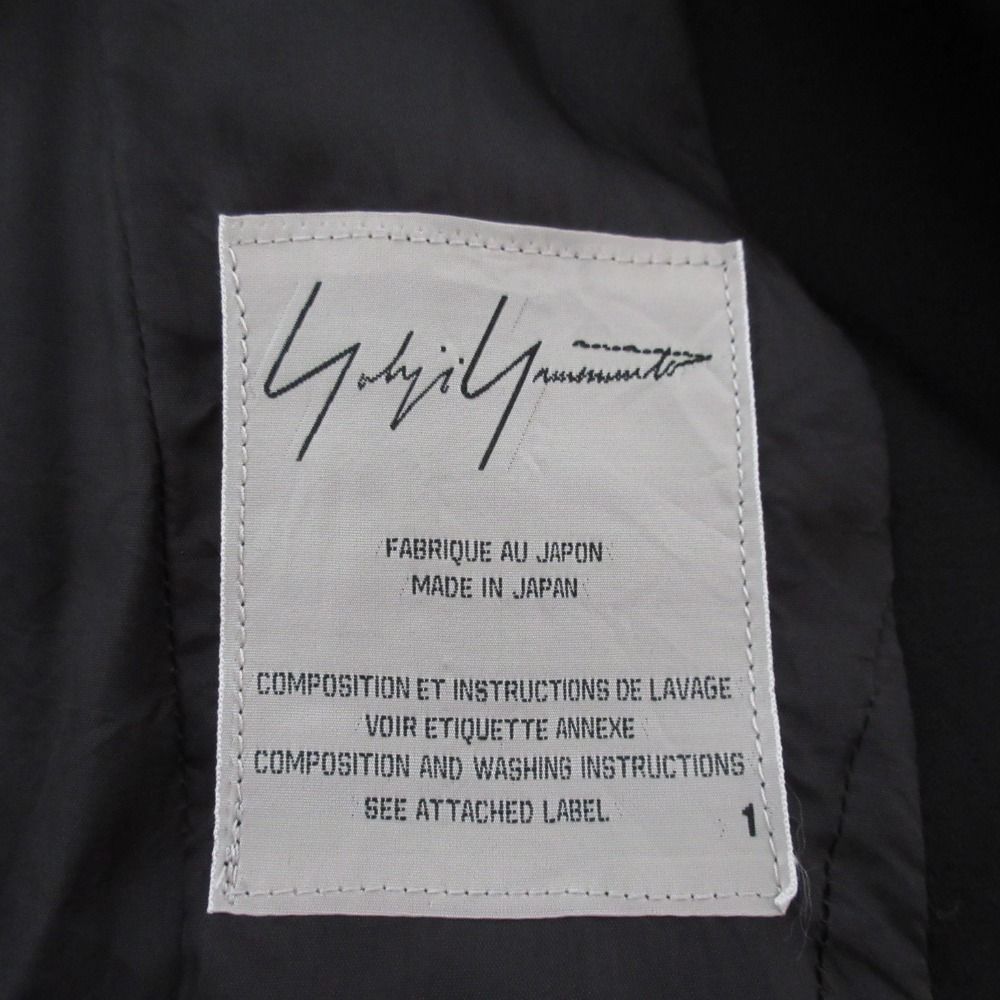 Yohji Yamamoto
FABRIQUE AU JAPON
MADE IN JAPAN
COMPOSITION ET INSTRUCTIONS DE LAVAGE
VOIR ETIQUETTE ANNEXE
COMPOSITION AND WASHING INSTRUCTIONS
SEE ATTACHED LABEL
1